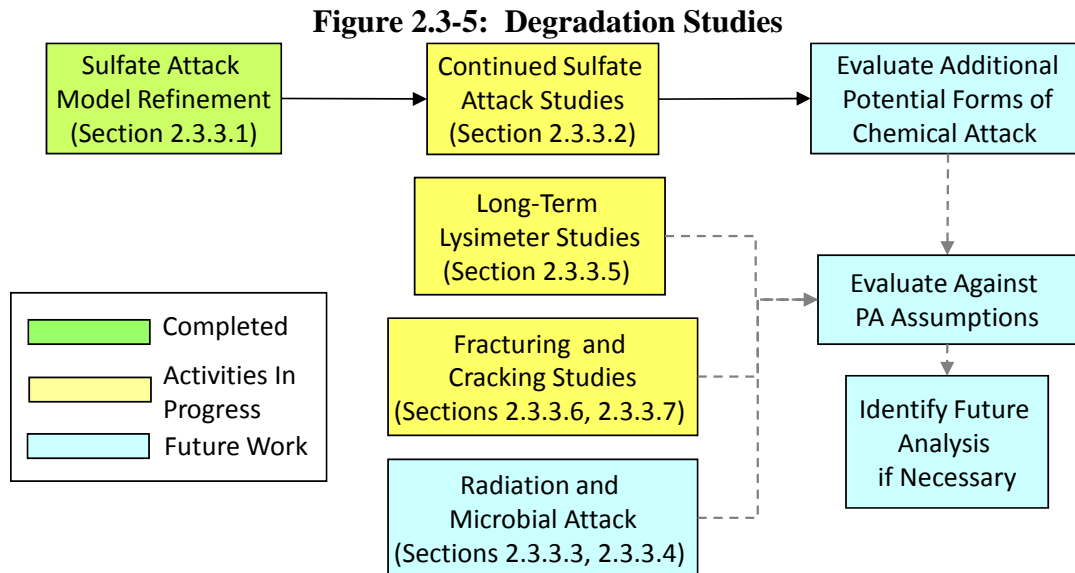 Figure 2.3-5: Degradation Studies
Sulfate Attack
Model Refinement
(Section 2.3.3.1)
Continued Sulfate
Attack Studies
(Section 2.3.3.2)
Evaluate Additional
Potential Forms of
Chemical Attack
Long-Term
Lysimeter Studies
(Section 2.3.3.5)
Evaluate Against
PA Assumptions
Completed
Activities In
Progress
Future Work
Fracturing and
Cracking Studies
(Sections 2.3.3.6, 2.3.3.7)
Identify Future
Analysis
if Necessary
Radiation and
Microbial Attack
(Sections 2.3.3.3, 2.3.3.4)